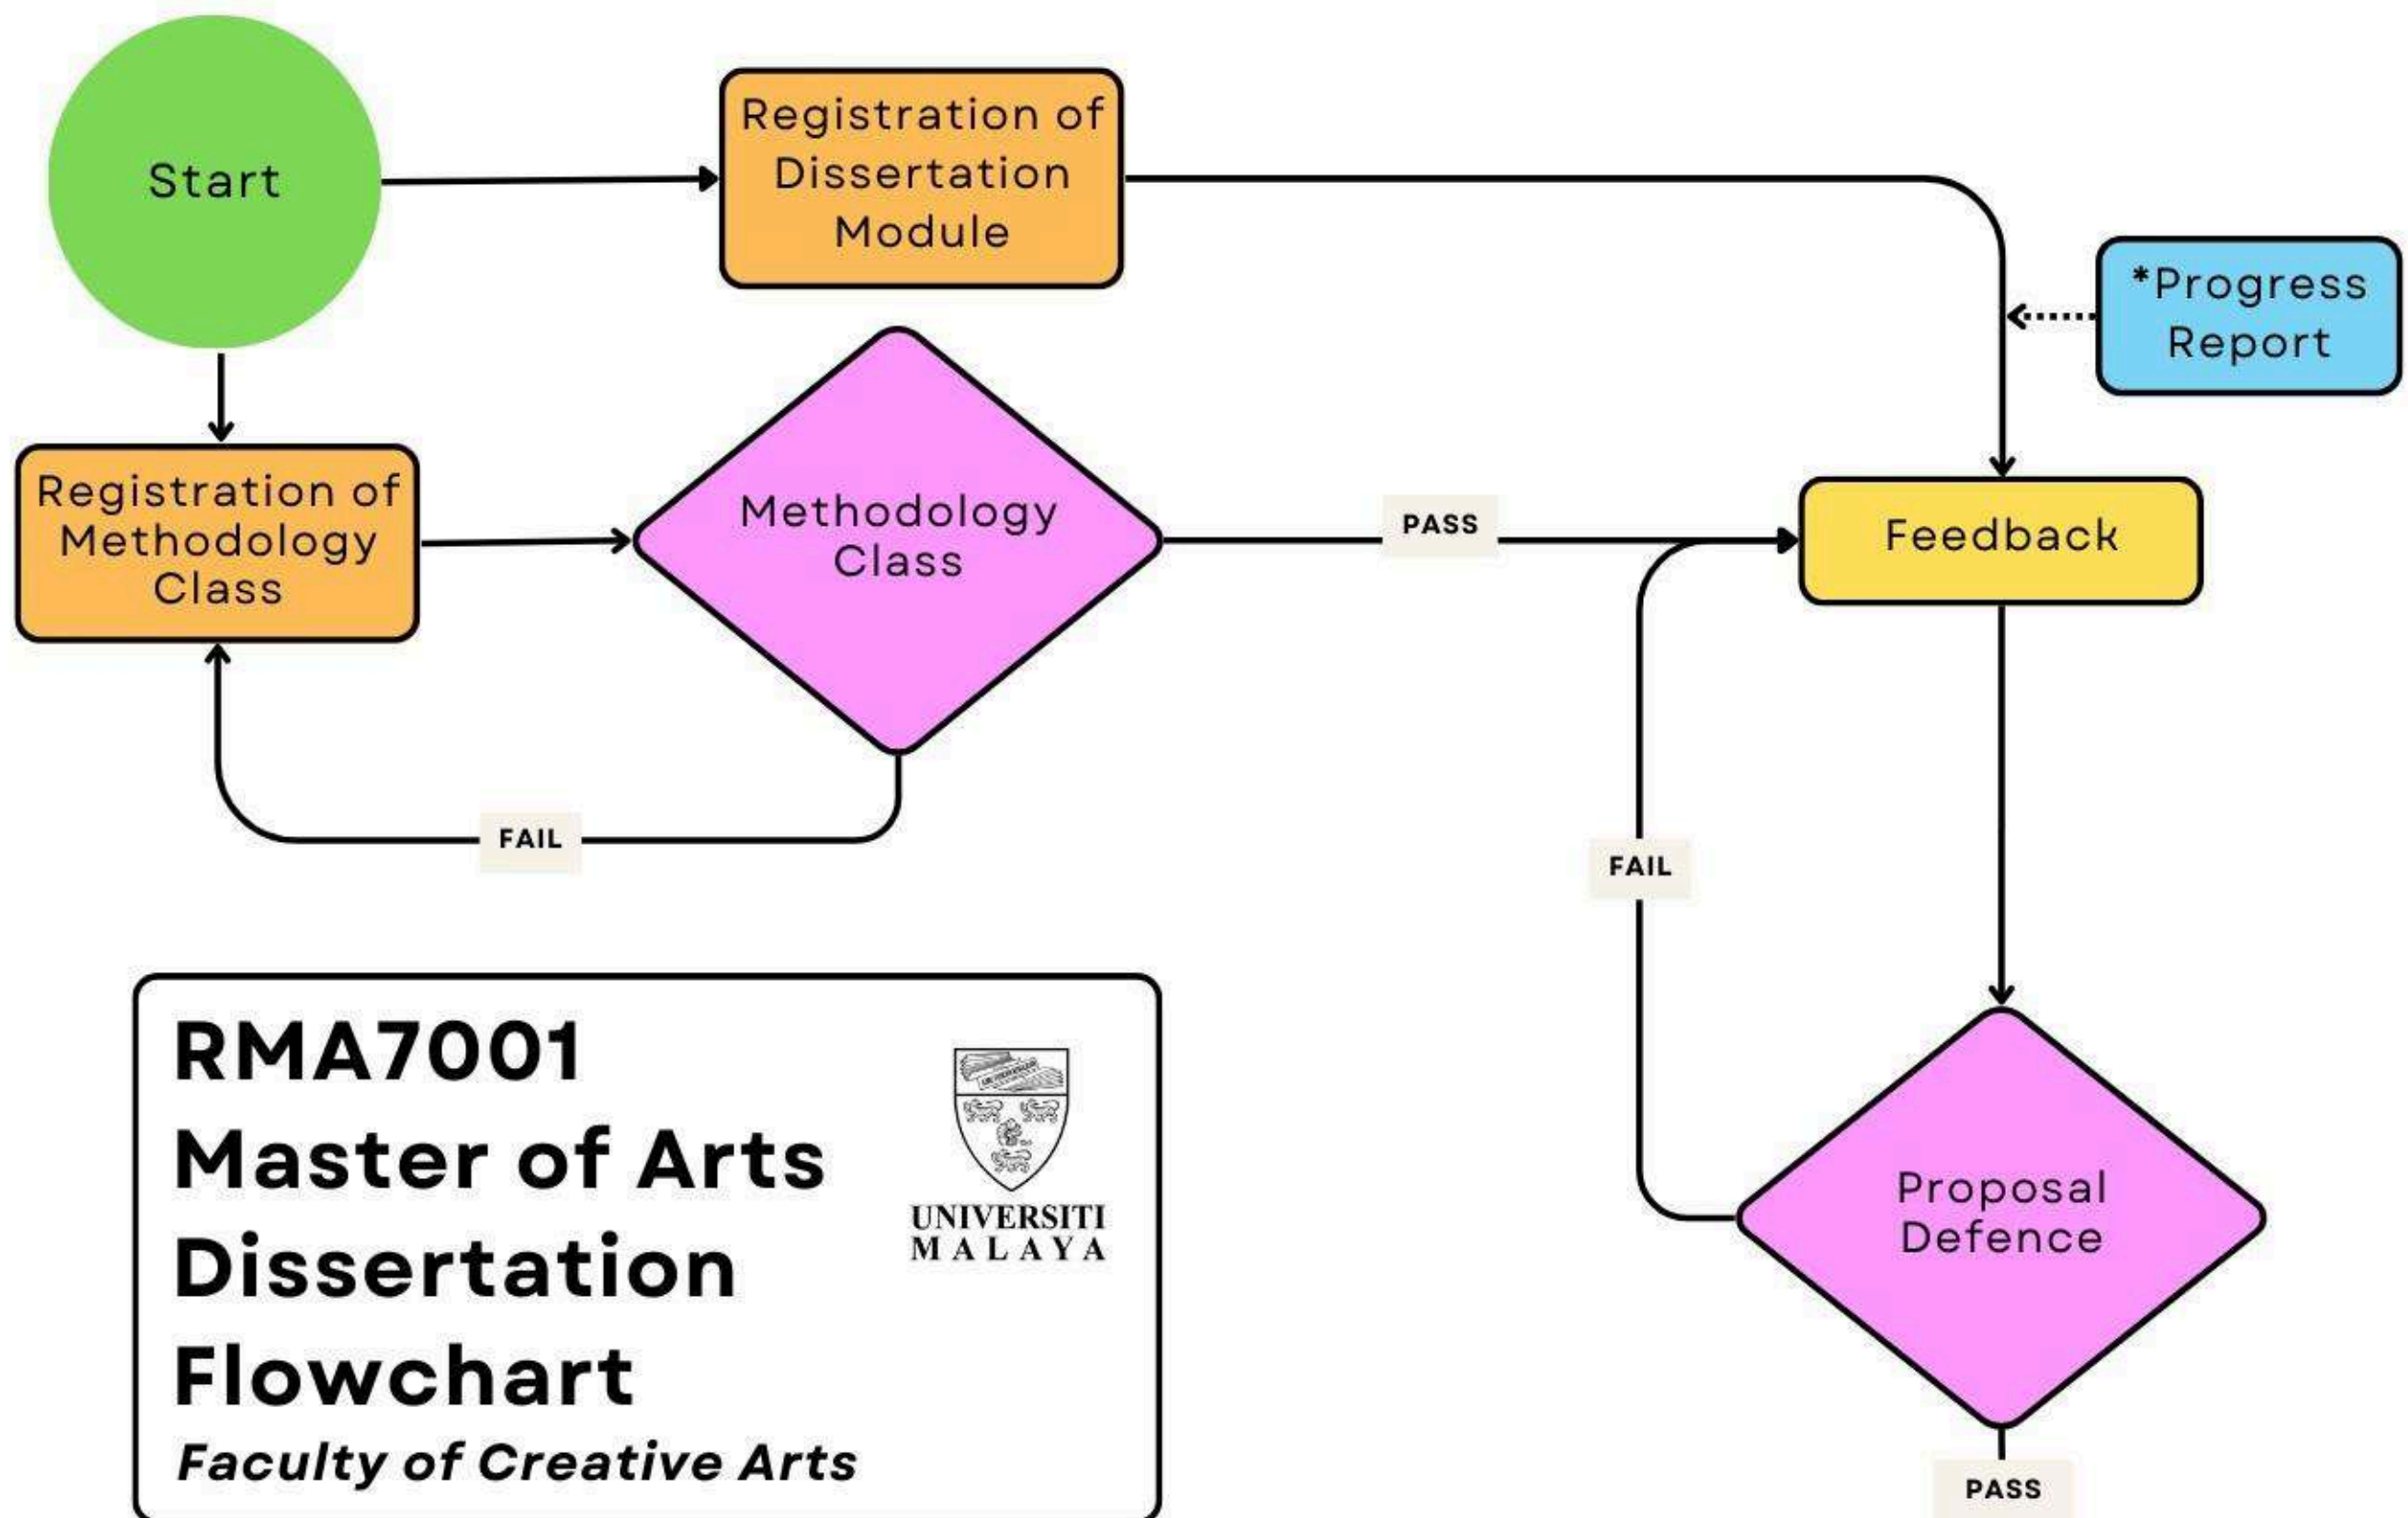 Start
Registration of
Dissertation
Module
*Progress
Report
Registration of
Methodology
Class
Methodology
Class
PASS
Feedback
FAIL
FAIL
Proposal
Defence
PASS
RMA7001
Master of Arts
Dissertation
Flowchart
Faculty of Creative Arts
UNIVERSITI
MALAYA